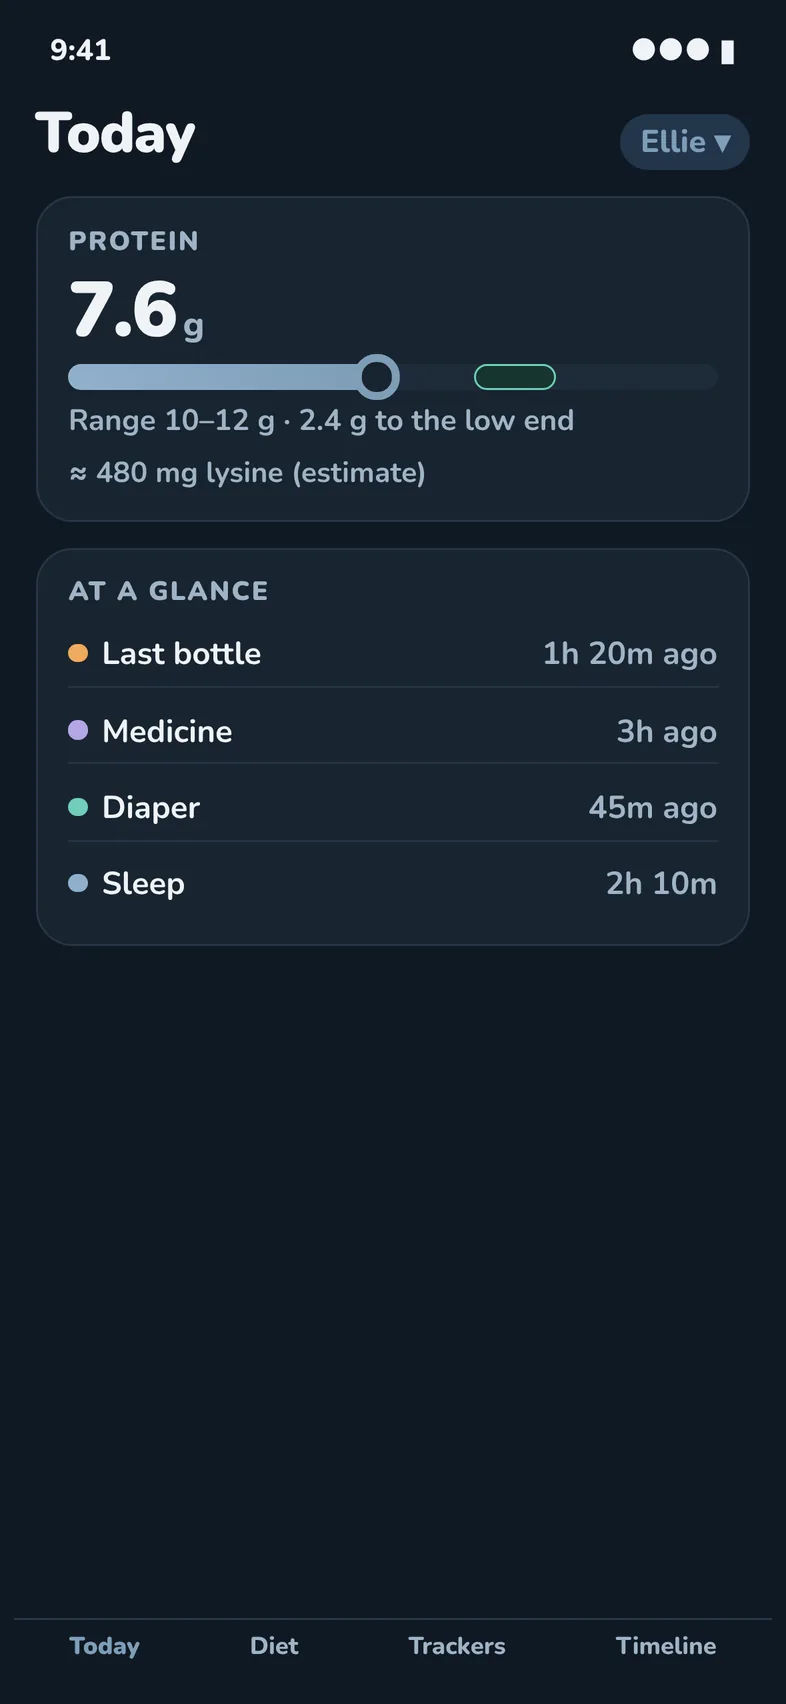 9:41
Today
Ellie ▾
PROTEIN
7.6 g
Range 10–12 g · 2.4 g to the low end
≈ 480 mg lysine (estimate)
AT A GLANCE
Last bottle 1h 20m ago
Medicine 3h ago
Diaper 45m ago
Sleep 2h 10m
Today Diet Trackers Timeline